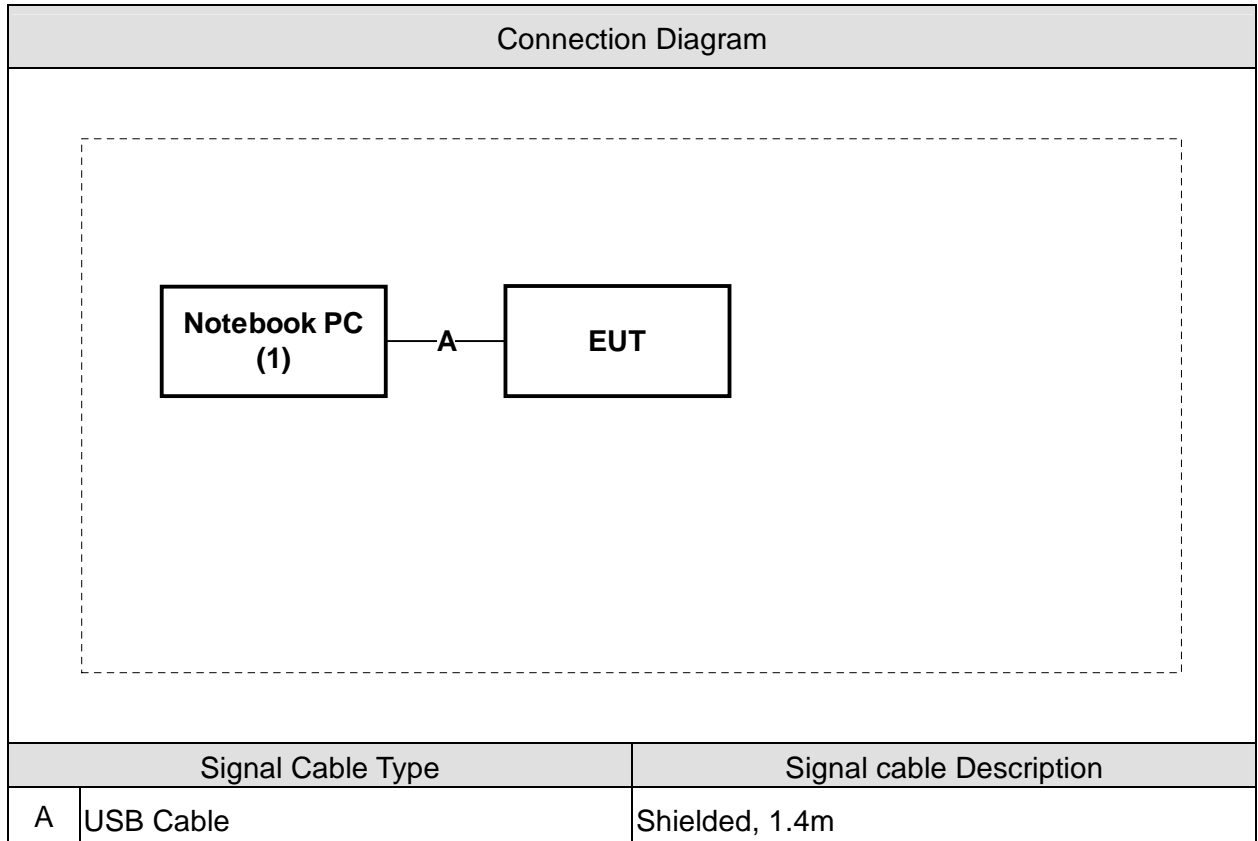 Connection Diagram
Notebook PC
(1)
A
EUT
Signal Cable Type
Signal cable Description
A
USB Cable
Shielded, 1.4m